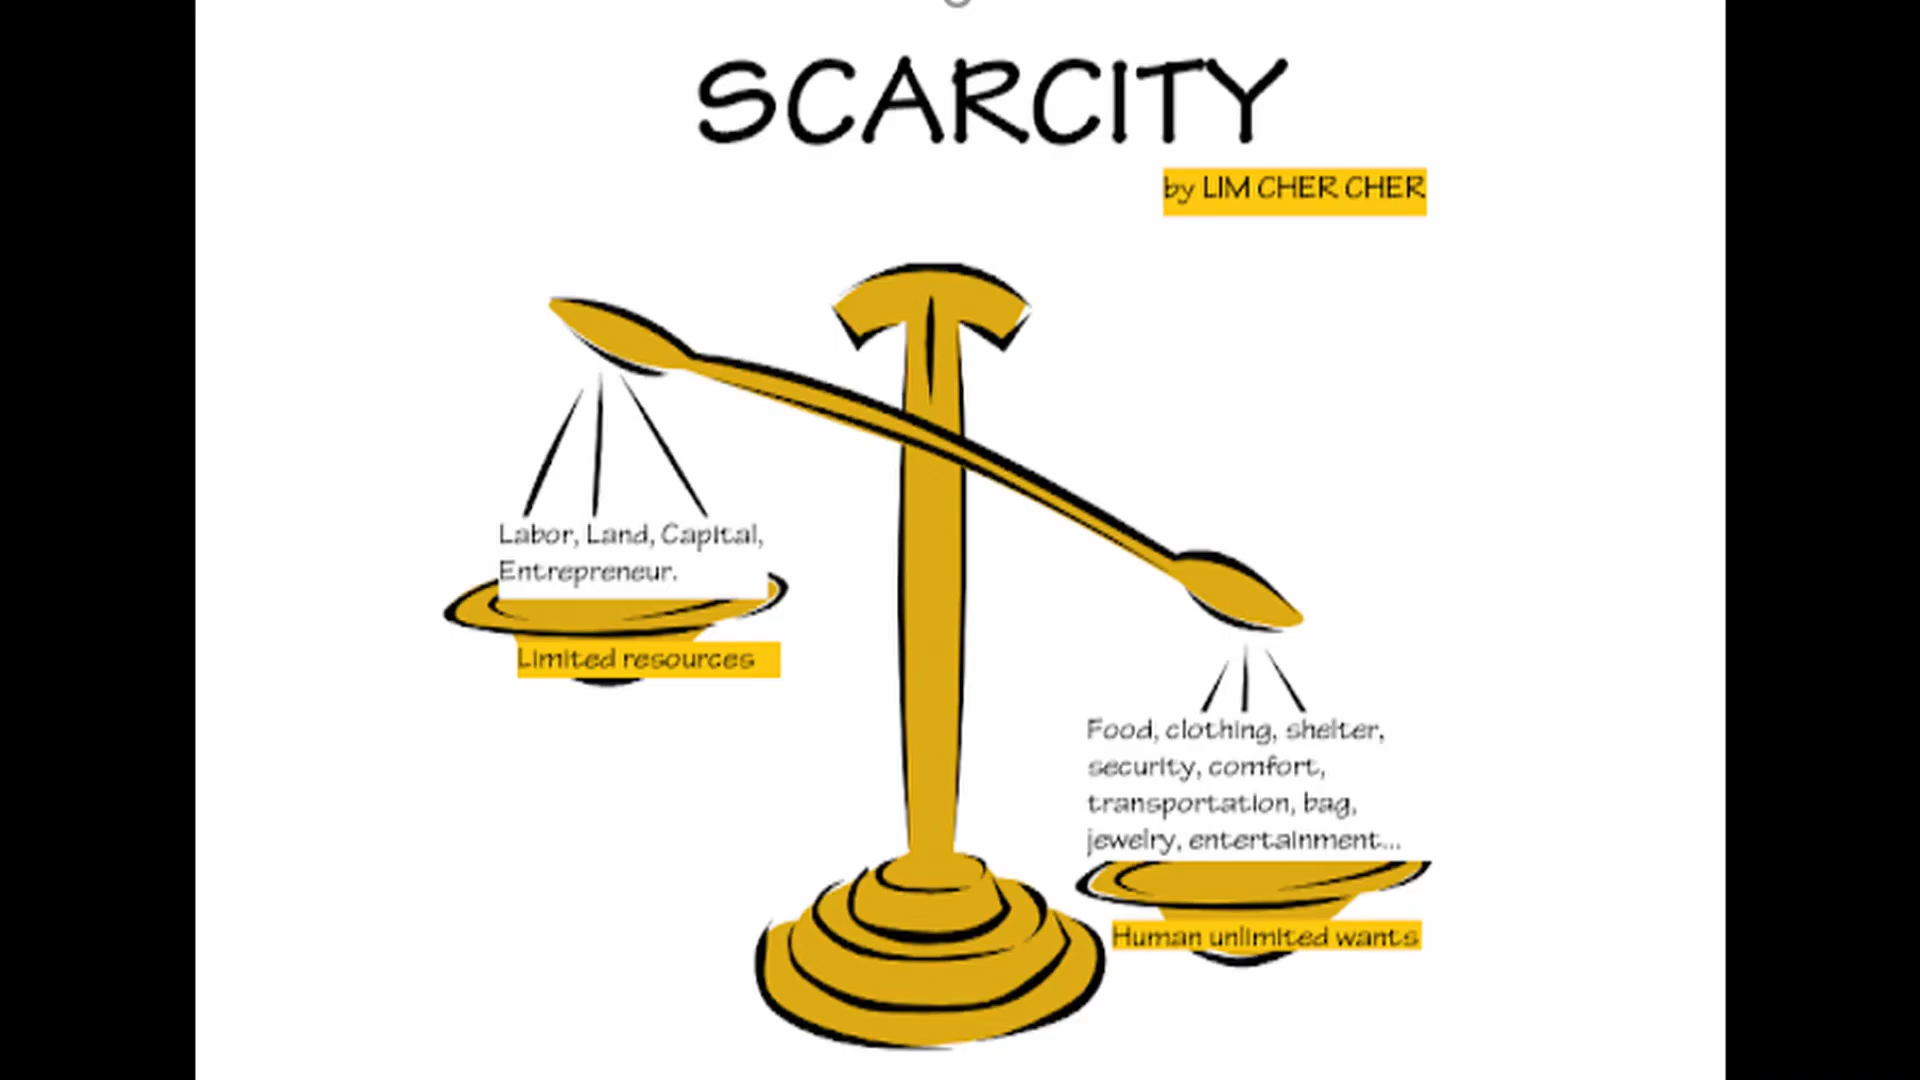 SCARCITY
by LIM CHER CHER
Labor, Land, Capital,
Entrepreneur.
Limited resources
Food, clothing, shelter,
security, comfort,
transportation, bag,
jewelry, entertainment...
Human unlimited wants